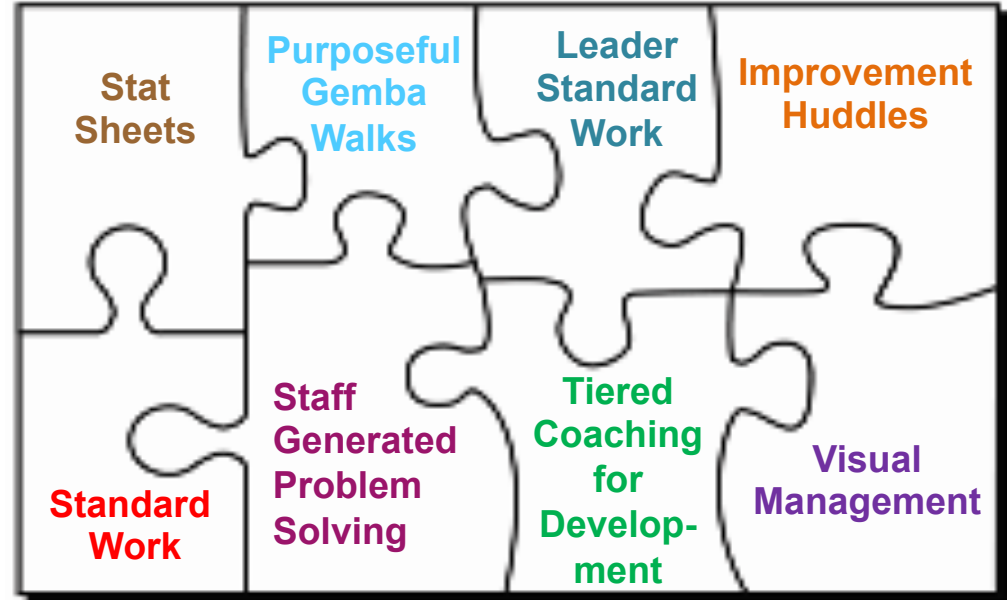 Stat
Sheets
Purposeful
Gemba
Walks
Leader
Standard
Work
Improvement
Huddles
Standard
Work
Staff
Generated
Problem
Solving
Tiered
Coaching
for
Develop-
ment
Visual
Management